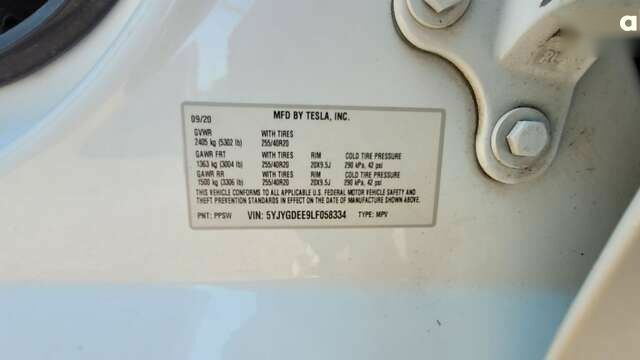 a
09/20 MFD BY TESLA, INC.
GVWR WITH TIRES
2405 kg (5302 lb) 255/40R20
GAWR FRT WITH TIRES RIM COLD TIRE PRESSURE
1363 kg (3004 lb) 255/40R20 20X9.5J 290 kPa, 42 psi
GAWR RR WITH TIRES RIM COLD TIRE PRESSURE
1500 kg (3306 lb) 255/40R20 20X9.5J 290 kPa, 42 psi
THIS VEHICLE CONFORMS TO ALL APPLICABLE U.S. FEDERAL MOTOR VEHICLE SAFETY AND
THEFT PREVENTION STANDARDS IN EFFECT ON THE DATE OF MANUFACTURE SHOWN ABOVE.
PNT: PPSW VIN: 5YJYGDEE9LF058334 TYPE: MPV